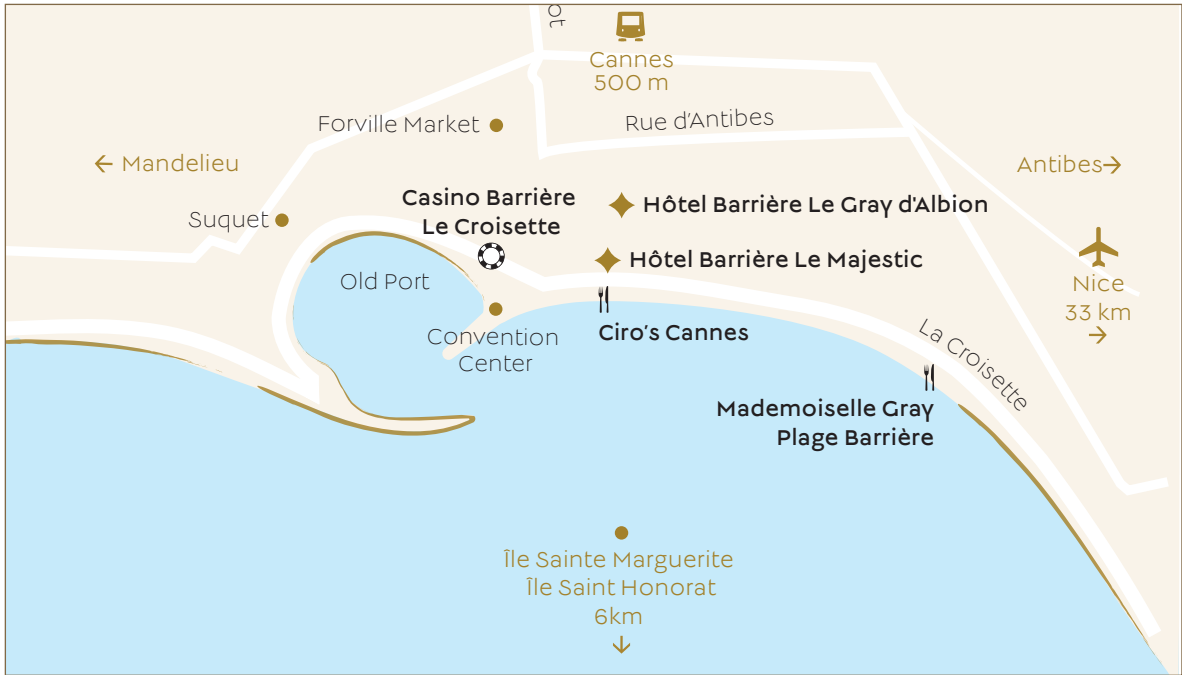 Cannes
500 m
Forville Market
Rue d'Antibes
← Mandelieu
Antibes→
Casino Barrière
Le Croisette
Hôtel Barrière Le Gray d'Albion
Suquet
Hôtel Barrière Le Majestic
Old Port
Nice
33 km
→
Convention
Center
Ciro's Cannes
La Croisette
Mademoiselle Gray
Plage Barrière
Île Sainte Marguerite
Île Saint Honorat
6km
↓